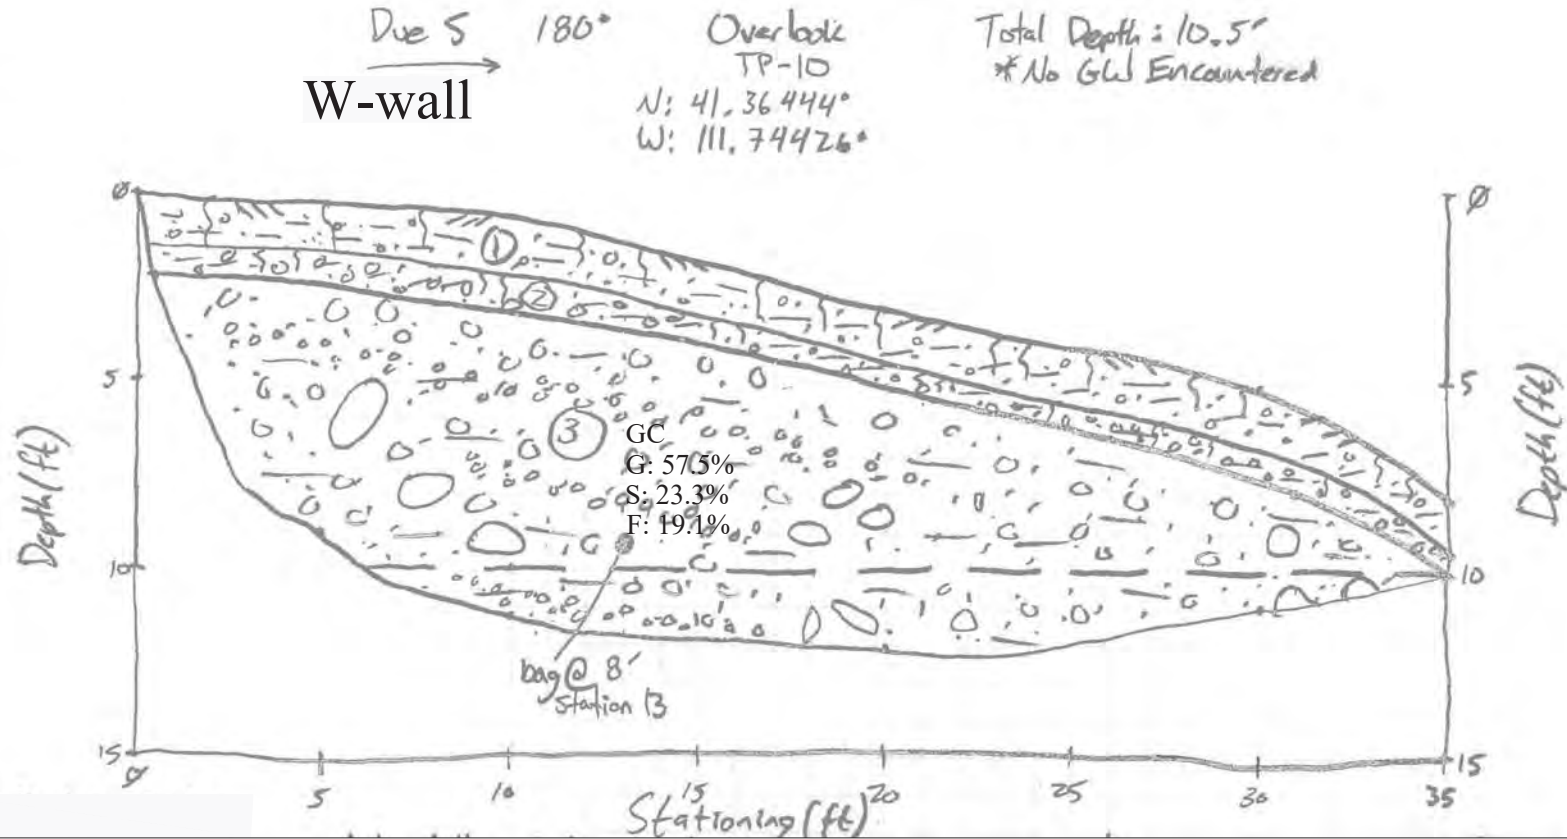 Due S 180°
W-wall
Overlook
TP-10
N: 41.36444°
W: 111.74426°
Total Depth: 10.5'
* No GW Encountered
Ø
5
10
15
Depth (ft)
1
2
3
GC
G: 57.5%
S: 23.3%
F: 19.1%
bag @ 8'
Station 13
Ø
5
10
15
Depth (ft)
Ø 5 10 15 20 25 30 35
Stationing (ft)